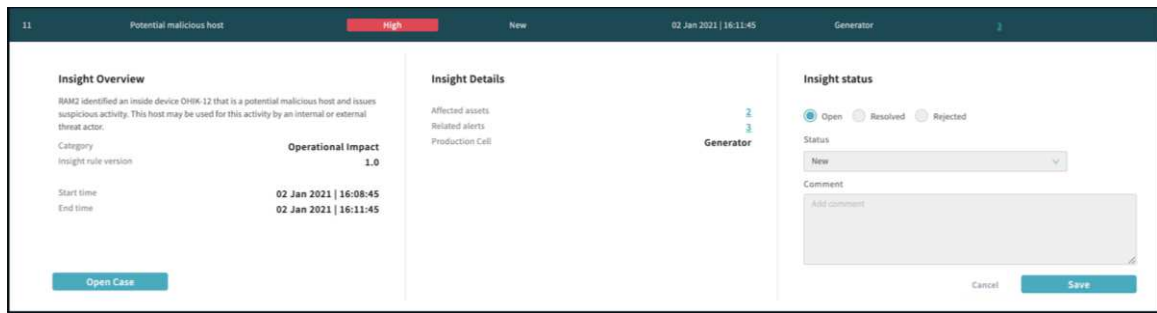 11 Potential malicious host High New 02 Jan 2021 | 16:11:45 Generator 3
Insight Overview
RAM2 identified an inside device OHIK-12 that is a potential malicious host and issues
suspicious activity. This host may be used for this activity by an internal or external
threat actor.
Category Operational Impact
Insight rule version 1.0
Start time 02 Jan 2021 | 16:08:45
End time 02 Jan 2021 | 16:11:45
Open Case
Insight Details
Affected assets 2
Related alerts 3
Production Cell Generator
Insight status
Open Resolved Rejected
Status
New
Comment
Add comment
Cancel Save